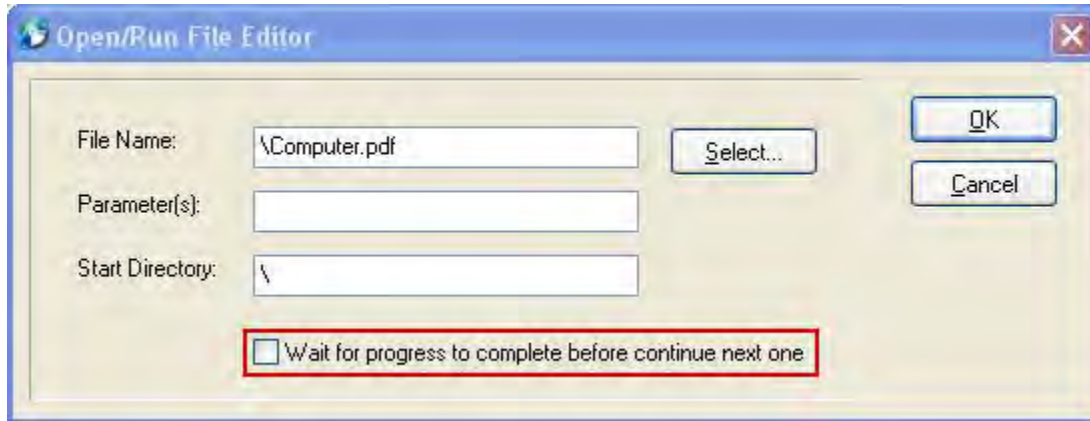 Open/Run File Editor
File Name: \Computer.pdf Select... OK
Parameter(s): Cancel
Start Directory: \
Wait for progress to complete before continue next one